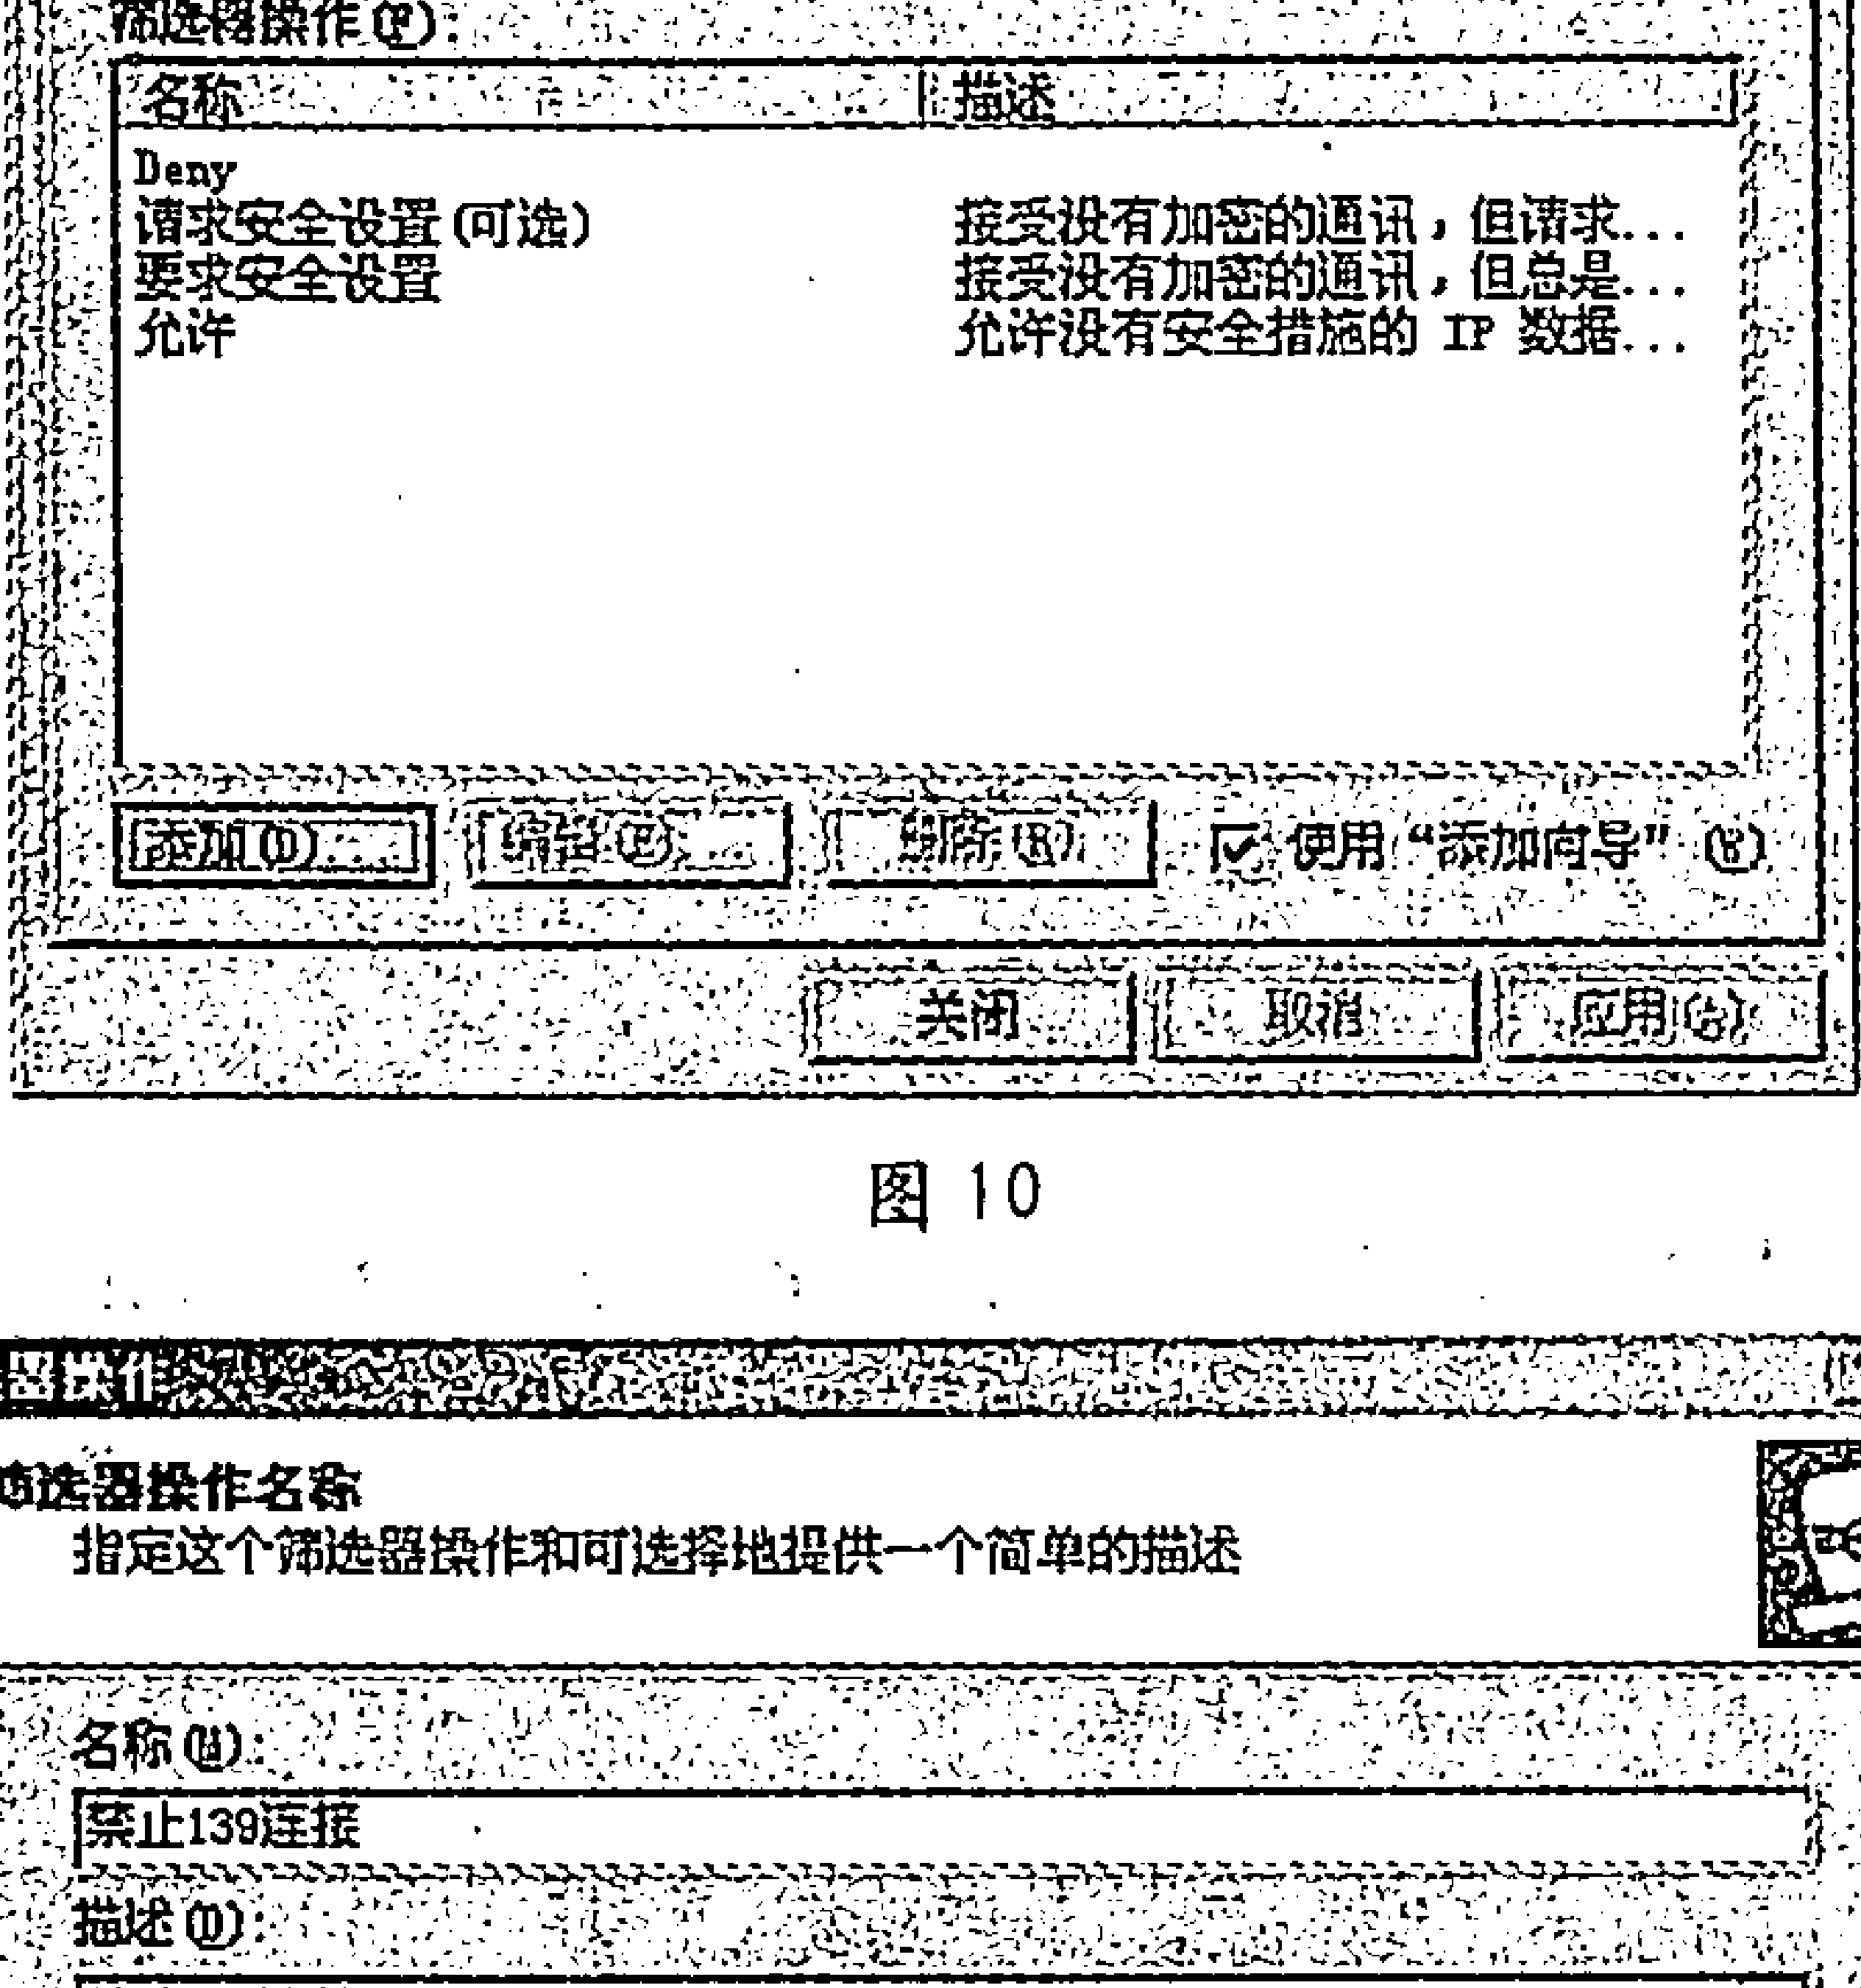 筛选器操作(F):
名称 描述
Deny
请求安全设置(可选) 接受没有加密的通讯，但请求...
要求安全设置 接受没有加密的通讯，但总是...
允许 允许没有安全措施的 IP 数据...
添加(D)... 编辑(E)... 删除(R) 使用“添加向导”(W)
关闭 取消 应用(A)
图 10
器操作
筛选器操作名称
指定这个筛选器操作和可选择地提供一个简单的描述
名称(N):
禁止139连接
描述(D):